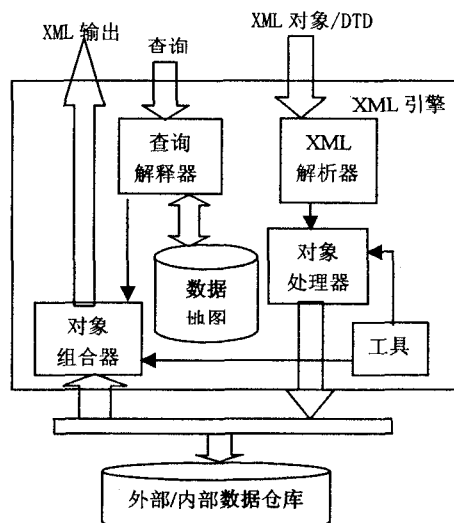 XML 输出
查询
XML 对象/DTD
XML 引擎
查询
解释器
XML
解析器
数据
地图
对象
处理器
对象
组合器
工具
外部/内部数据仓库